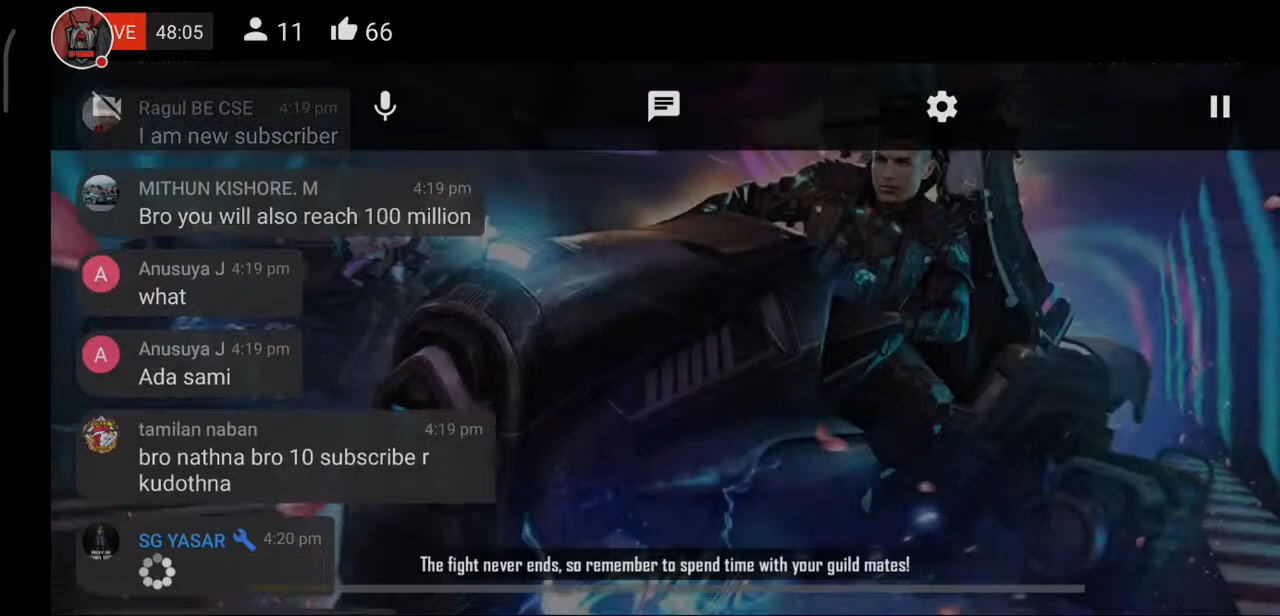 VE 48:05 11 66
Ragul BE CSE 4:19 pm
I am new subscriber
MITHUN KISHORE. M 4:19 pm
Bro you will also reach 100 million
A Anusuya J 4:19 pm
what
A Anusuya J 4:19 pm
Ada sami
tamilan naban 4:19 pm
bro nathna bro 10 subscribe r
kudothna
SG YASAR 4:20 pm
The fight never ends, so remember to spend time with your guild mates!